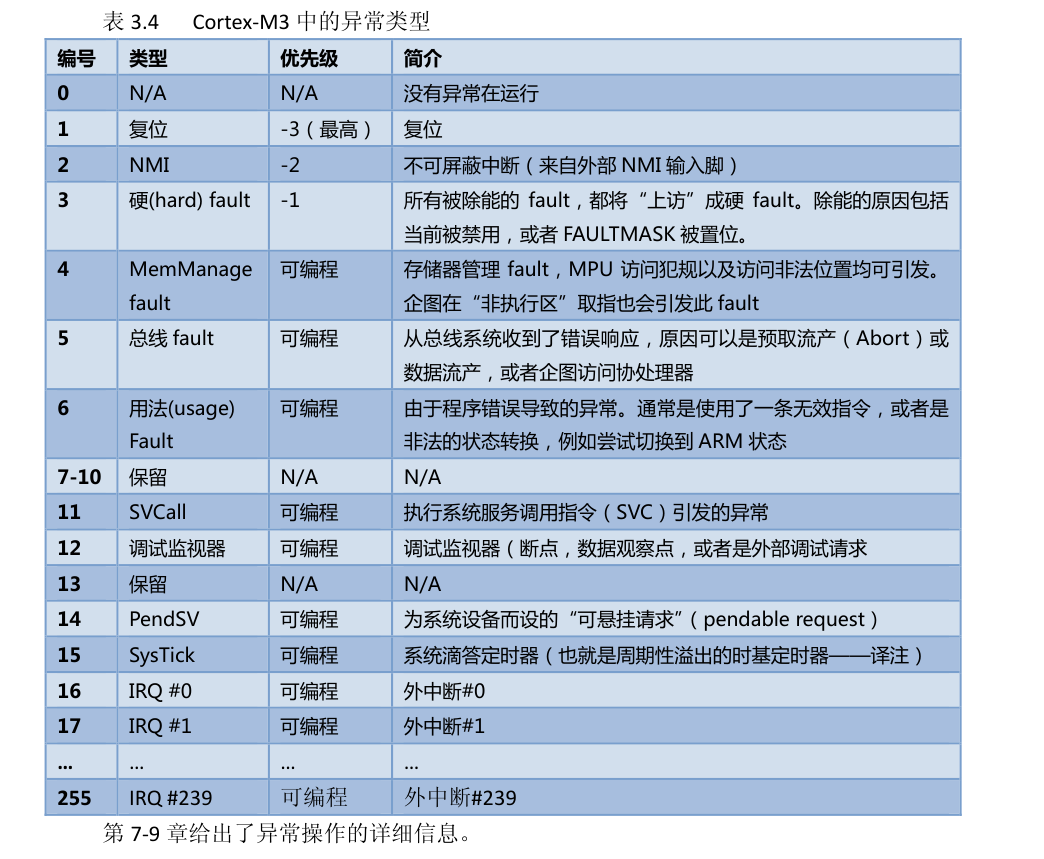 表 3.4 Cortex-M3 中的异常类型
编号 类型 优先级 简介
0 N/A N/A 没有异常在运行
1 复位 -3（最高） 复位
2 NMI -2 不可屏蔽中断（来自外部 NMI 输入脚）
3 硬(hard) fault -1 所有被除能的 fault，都将“上访”成硬 fault。除能的原因包括
当前被禁用，或者 FAULTMASK 被置位。
4 MemManage 可编程 存储器管理 fault，MPU 访问犯规以及访问非法位置均可引发。
fault 企图在“非执行区”取指也会引发此 fault
5 总线 fault 可编程 从总线系统收到了错误响应，原因可以是预取流产（Abort）或
数据流产，或者企图访问协处理器
6 用法(usage) 可编程 由于程序错误导致的异常。通常是使用了一条无效指令，或者是
Fault 非法的状态转换，例如尝试切换到 ARM 状态
7-10 保留 N/A N/A
11 SVCall 可编程 执行系统服务调用指令（SVC）引发的异常
12 调试监视器 可编程 调试监视器（断点，数据观察点，或者是外部调试请求
13 保留 N/A N/A
14 PendSV 可编程 为系统设备而设的“可悬挂请求”（pendable request）
15 SysTick 可编程 系统滴答定时器（也就是周期性溢出的时基定时器——译注）
16 IRQ #0 可编程 外中断#0
17 IRQ #1 可编程 外中断#1
… … … …
255 IRQ #239 可编程 外中断#239
第 7-9 章给出了异常操作的详细信息。